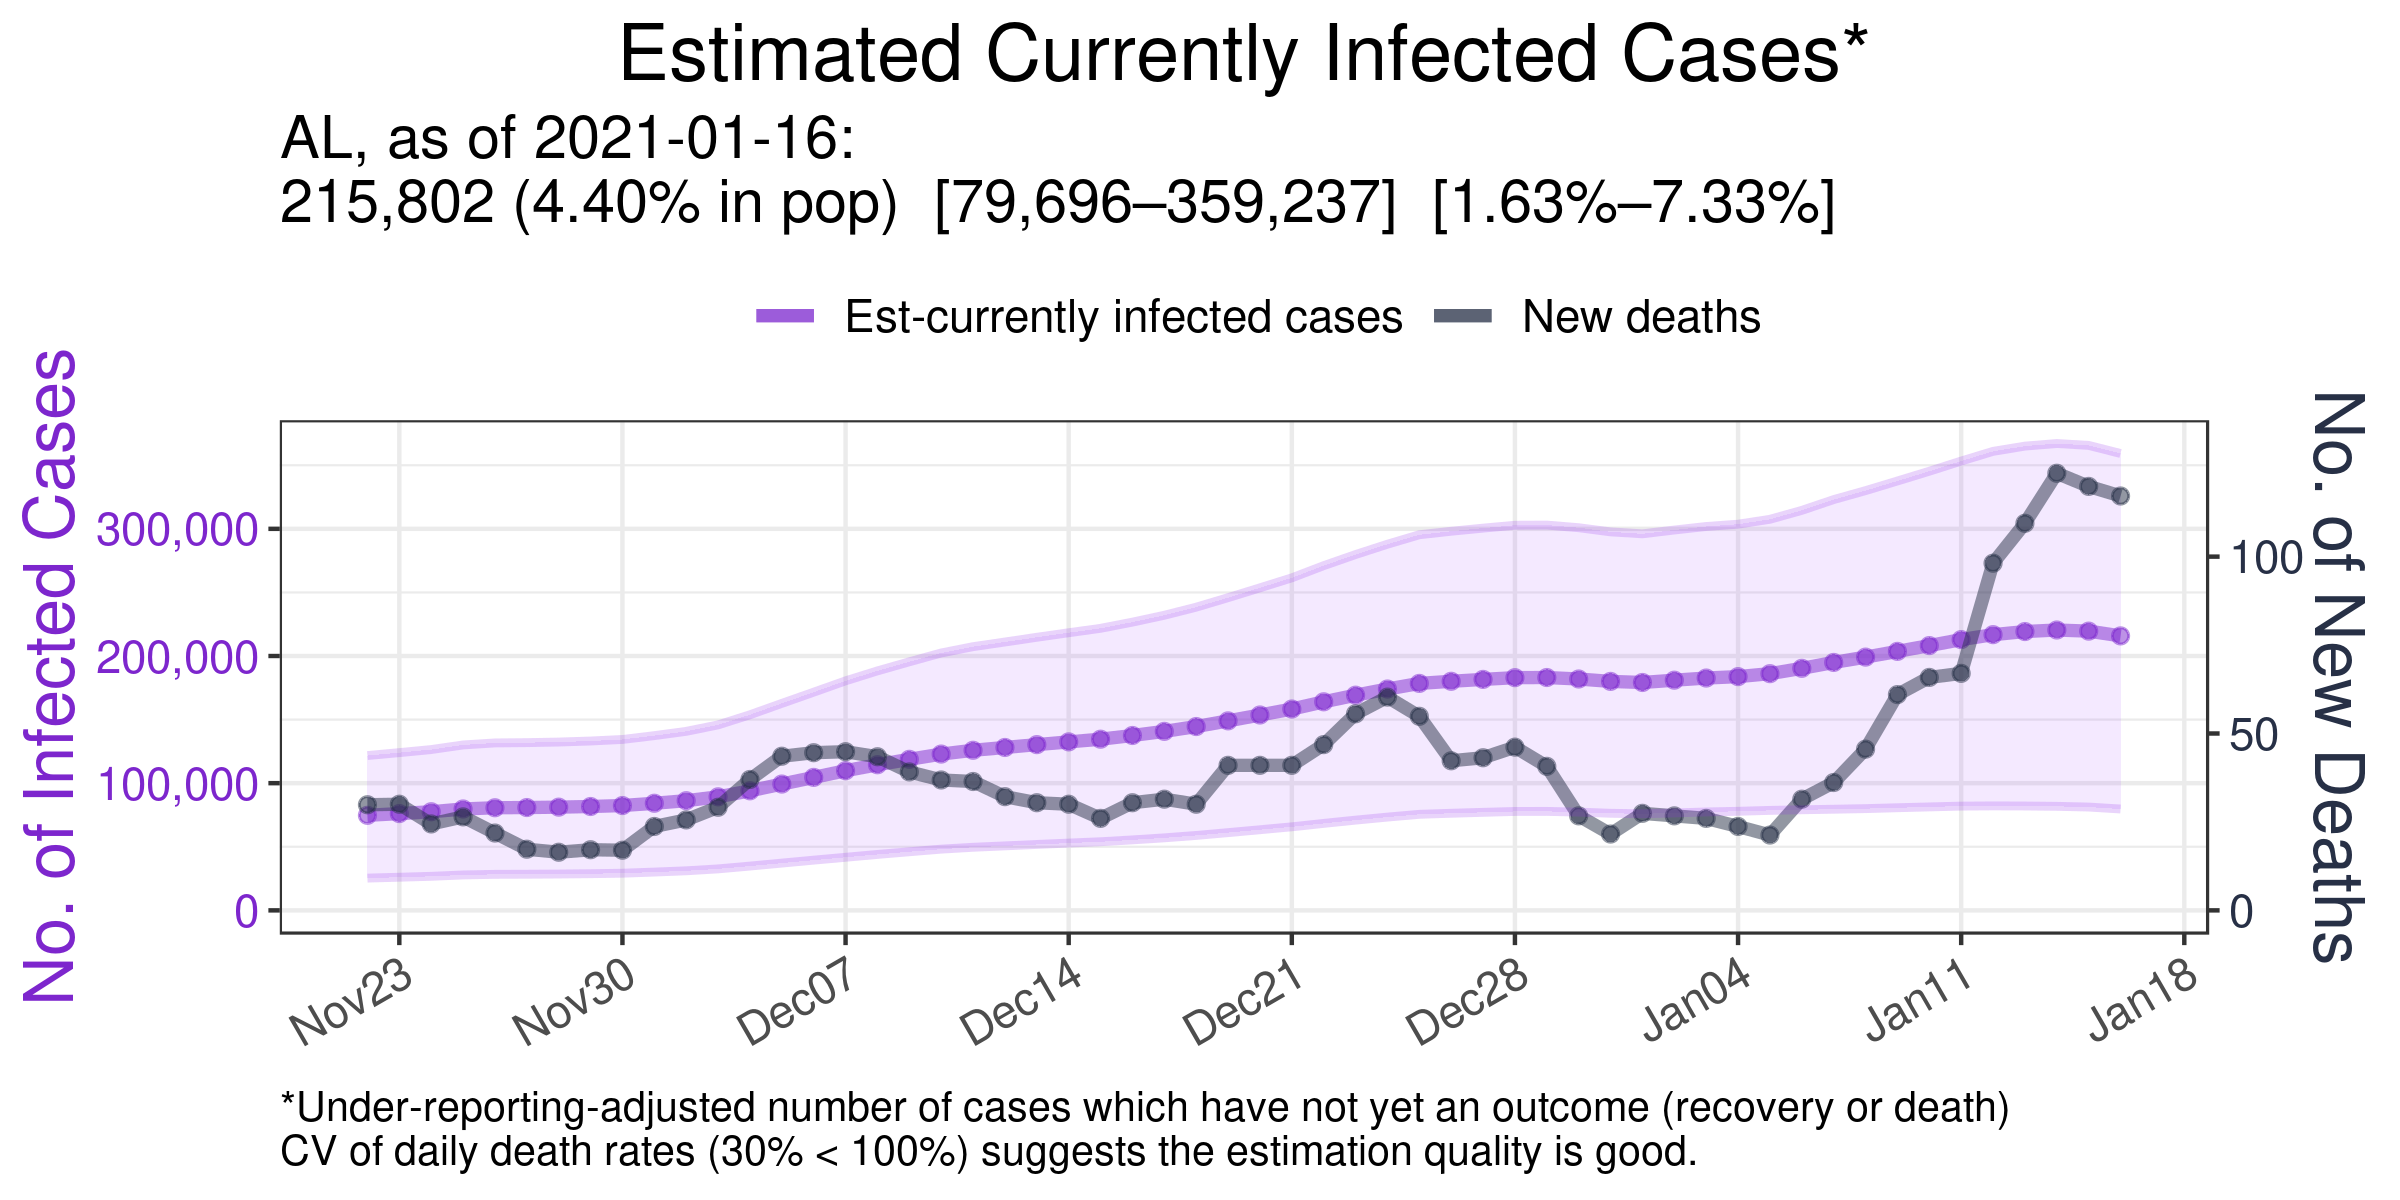 Estimated Currently Infected Cases*
AL, as of 2021-01-16:
215,802 (4.40% in pop)  [79,696–359,237]  [1.63%–7.33%]
Est-currently infected cases
New deaths
No. of Infected Cases
300,000
200,000
100,000
0
100
50
0
No. of New Deaths
Nov23
Nov30
Dec07
Dec14
Dec21
Dec28
Jan04
Jan11
Jan18
*Under-reporting-adjusted number of cases which have not yet an outcome (recovery or death)
CV of daily death rates (30% < 100%) suggests the estimation quality is good.